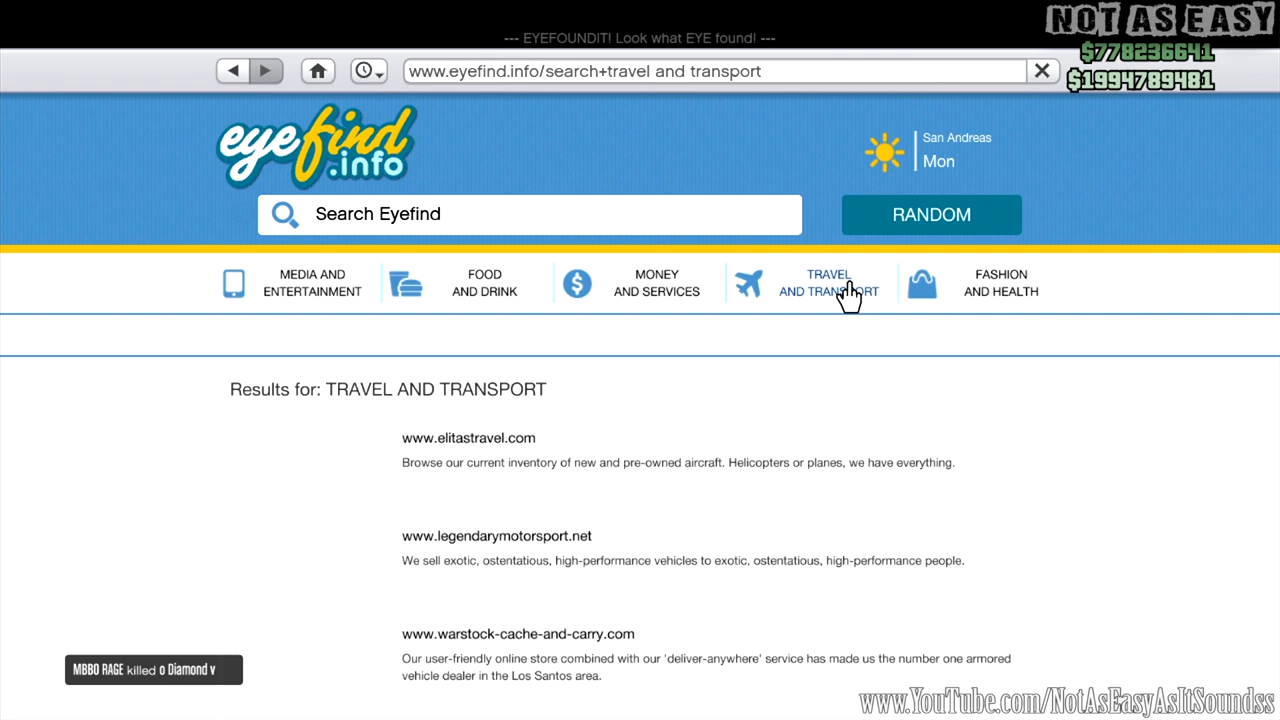 NOT AS EASY
--- EYEFOUNDIT! Look what EYE found! ---
$778236641
www.eyefind.info/search+travel and transport
$1994789481
eyefind
.info
San Andreas
Mon
Search Eyefind
RANDOM
MEDIA AND
ENTERTAINMENT
FOOD
AND DRINK
MONEY
AND SERVICES
TRAVEL
AND TRANSPORT
FASHION
AND HEALTH
Results for: TRAVEL AND TRANSPORT
www.elitastravel.com
Browse our current inventory of new and pre-owned aircraft. Helicopters or planes, we have everything.
www.legendarymotorsport.net
We sell exotic, ostentatious, high-performance vehicles to exotic, ostentatious, high-performance people.
www.warstock-cache-and-carry.com
Our user-friendly online store combined with our 'deliver-anywhere' service has made us the number one armored
vehicle dealer in the Los Santos area.
MBBO RAGE killed o Diamond v
www.YouTube.com/NotAsEasyAsItSoundss